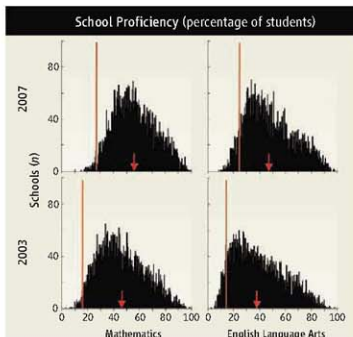 School Proficiency (percentage of students)
80
40
0
2007
Schools (n)
80
40
0
2003
0 20 40 60 80 100
0 20 40 60 80 100
Mathematics
English Language Arts